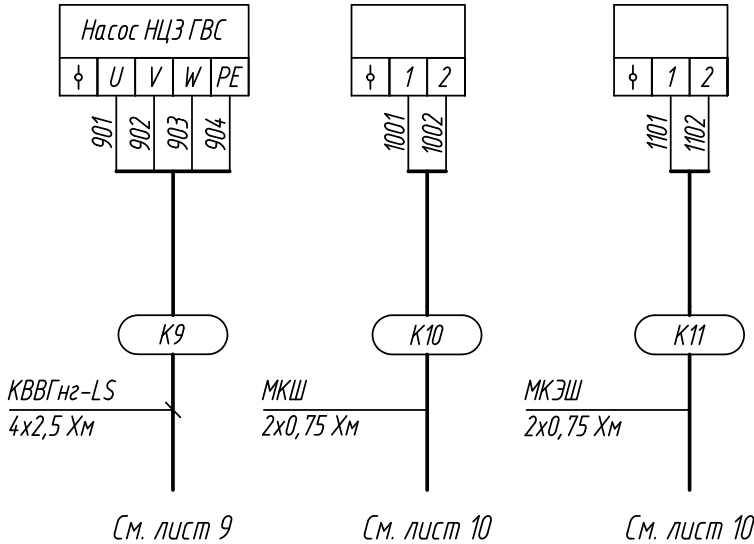 Насос НЦ3 ГВС
U V W PE
1 2
1 2
901 902 903 904
1001 1002
1101 1102
К9
К10
К11
КВВГнг-LS
4х2,5 Хм
МКШ
2х0,75 Хм
МКЭШ
2х0,75 Хм
См. лист 9
См. лист 10
См. лист 10